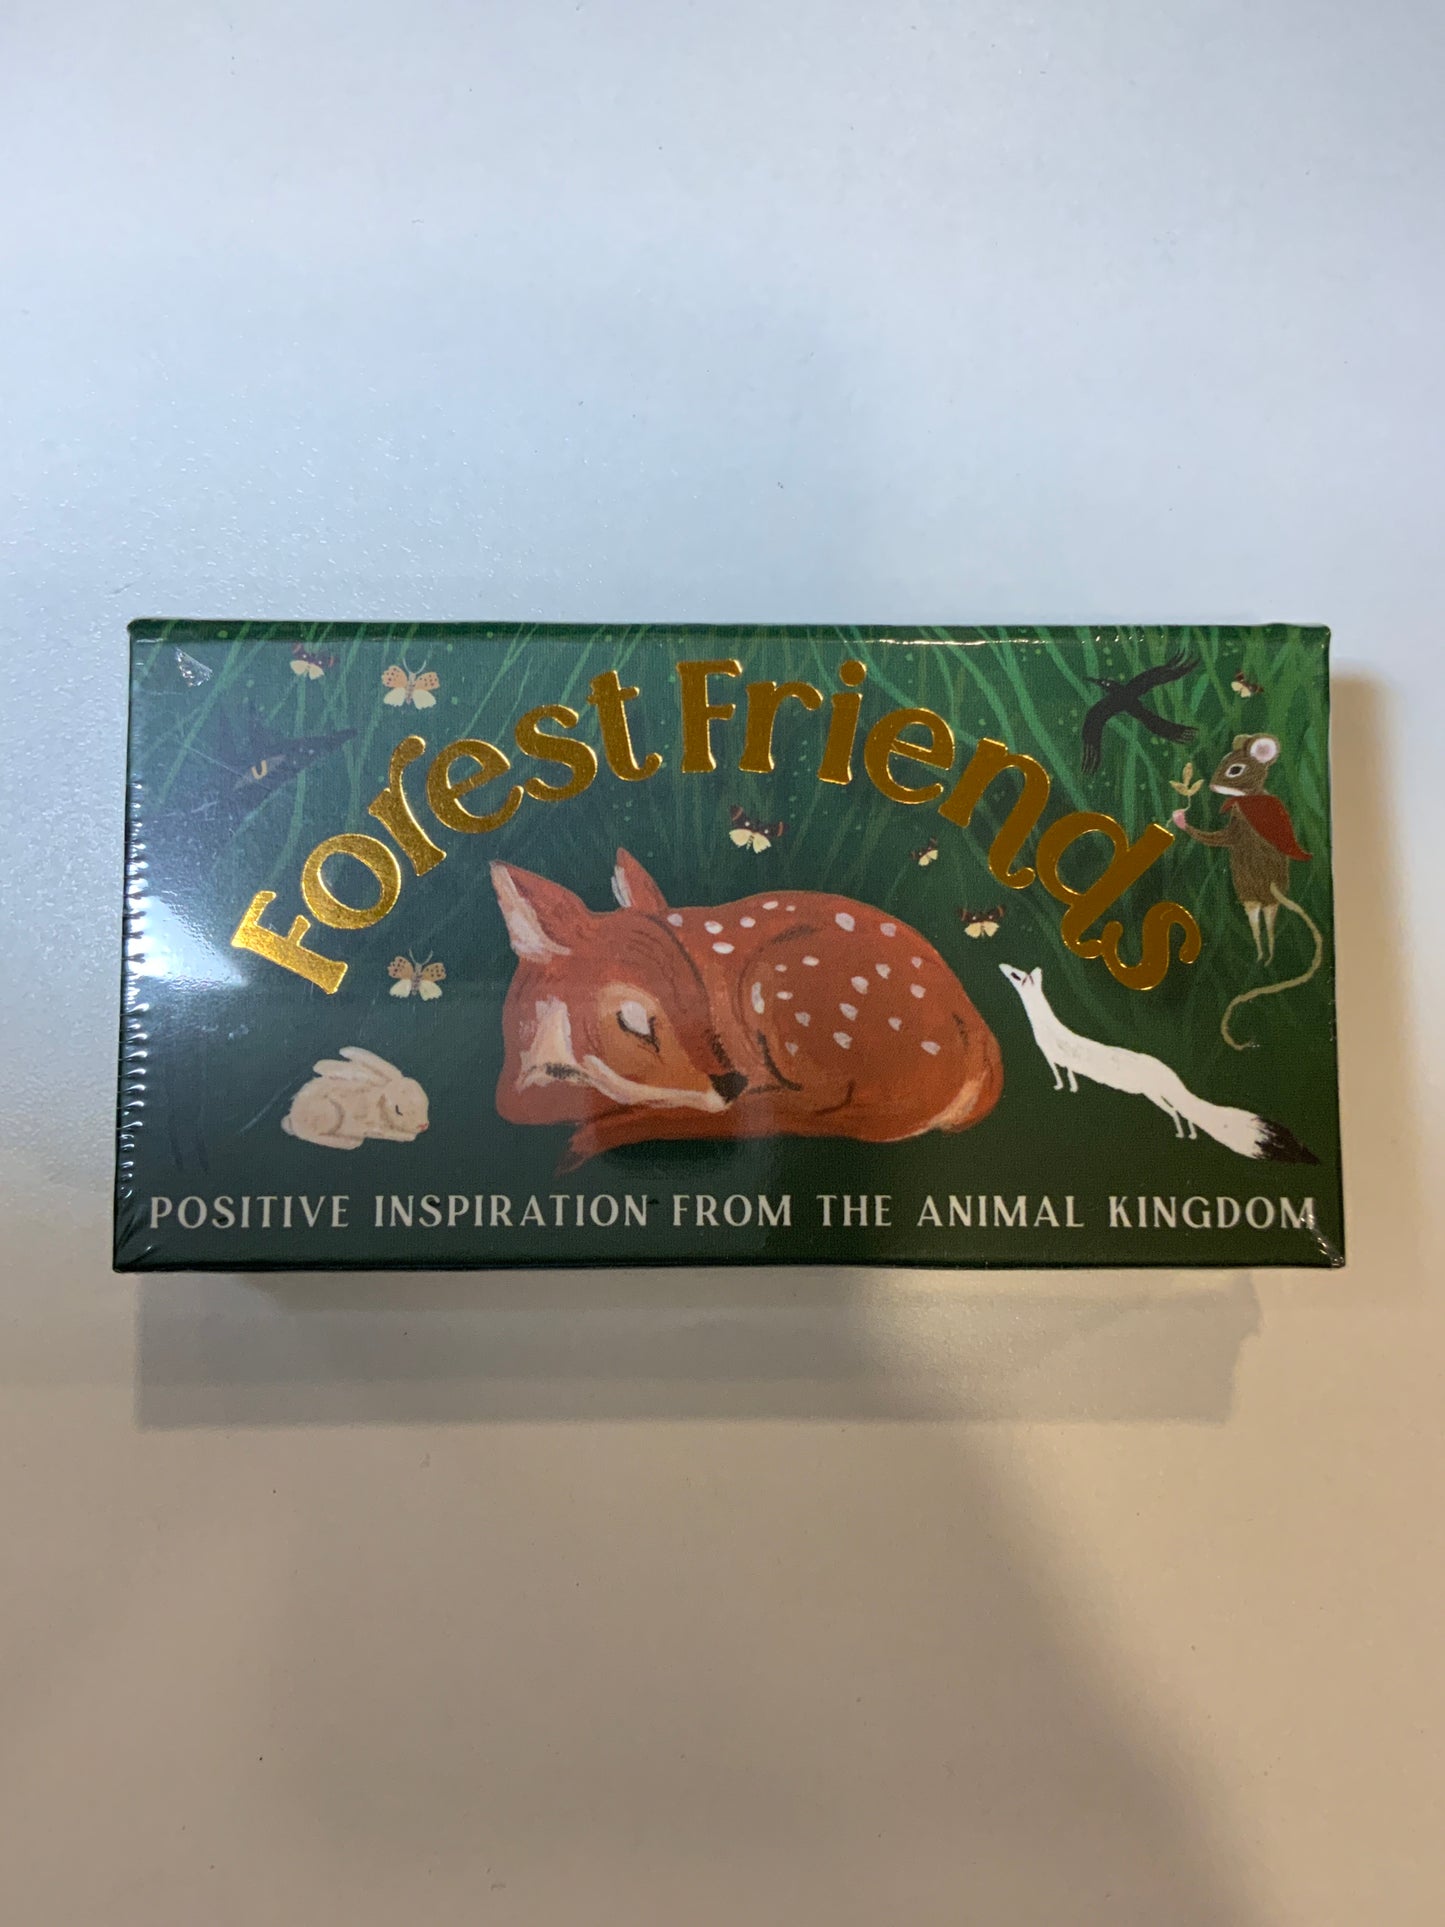 Forest Friends
POSITIVE INSPIRATION FROM THE ANIMAL KINGDOM